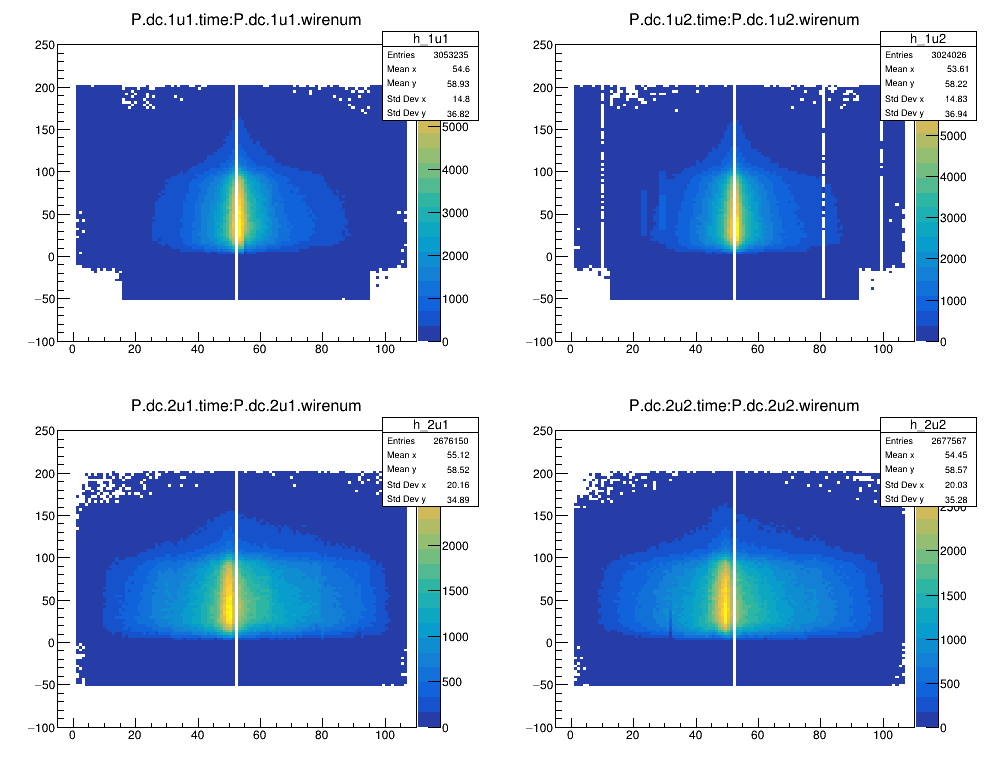 P.dc.1u1.time:P.dc.1u1.wirenum
h_1u1
Entries 3053235
Mean x 54.6
Mean y 58.93
Std Dev x 14.8
Std Dev y 36.82
250
200
150
100
50
0
−50
−100
0 20 40 60 80 100
5000
4000
3000
2000
1000
0
P.dc.1u2.time:P.dc.1u2.wirenum
h_1u2
Entries 3024026
Mean x 53.61
Mean y 58.22
Std Dev x 14.83
Std Dev y 36.94
250
200
150
100
50
0
−50
−100
0 20 40 60 80 100
5000
4000
3000
2000
1000
0
P.dc.2u1.time:P.dc.2u1.wirenum
h_2u1
Entries 2676150
Mean x 55.12
Mean y 58.52
Std Dev x 20.16
Std Dev y 34.89
250
200
150
100
50
0
−50
−100
0 20 40 60 80 100
2000
1500
1000
500
0
P.dc.2u2.time:P.dc.2u2.wirenum
h_2u2
Entries 2677567
Mean x 54.45
Mean y 58.57
Std Dev x 20.03
Std Dev y 35.28
250
200
150
100
50
0
−50
−100
0 20 40 60 80 100
2500
2000
1500
1000
500
0